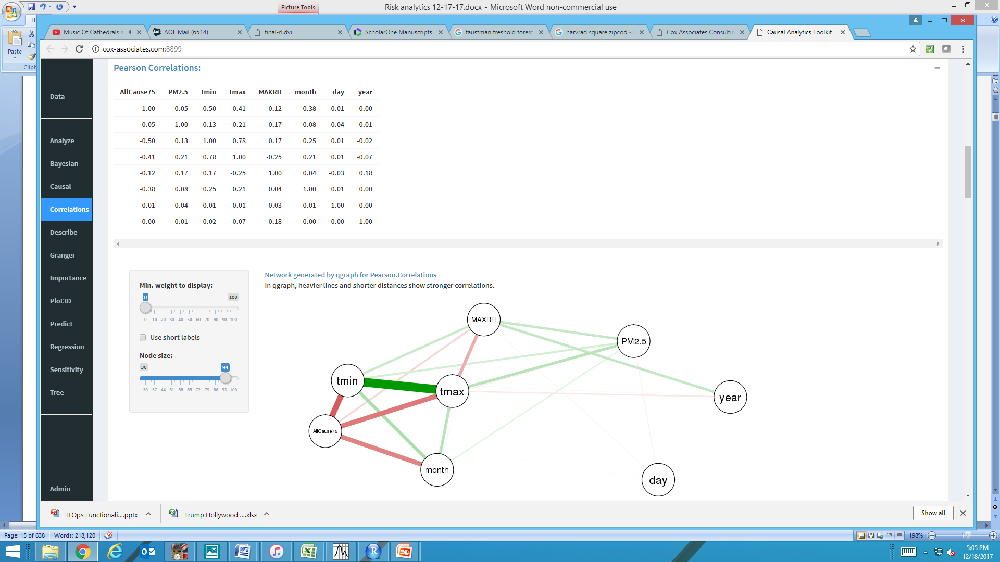 Picture Tools
Risk analytics 12-17-17.docx - Microsoft Word non-commercial use
Paste
Music Of Cathedrals
AOL Mail (6514)
final-rl.dvi
ScholarOne Manuscripts
faustman treshold forest
harvrad square zipcod -
Cox Associates Consultin
Causal Analytics Toolkit
cox-associates.com:8899
Data
Analyze
Bayesian
Causal
Correlations
Describe
Granger
Importance
Plot3D
Predict
Regression
Sensitivity
Tree
Admin
Pearson Correlations:
AllCause75 PM2.5 tmin tmax MAXRH month day year
1.00 -0.05 -0.50 -0.41 -0.12 -0.38 -0.01 0.00
-0.05 1.00 0.13 0.21 0.17 0.08 -0.04 0.01
-0.50 0.13 1.00 0.78 0.17 0.25 0.01 -0.02
-0.41 0.21 0.78 1.00 -0.25 0.21 0.01 -0.07
-0.12 0.17 0.17 -0.25 1.00 0.04 -0.03 0.18
-0.38 0.08 0.25 0.21 0.04 1.00 0.01 0.00
-0.01 -0.04 0.01 0.01 -0.03 0.01 1.00 -0.00
0.00 0.01 -0.02 -0.07 0.18 0.00 -0.00 1.00
Min. weight to display:
0 100
0 10 20 30 40 50 60 70 80 90 100
Use short labels
Node size:
30 94
30 37 44 51 58 65 72 79 86 93 100
Network generated by qgraph for Pearson.Correlations
In qgraph, heavier lines and shorter distances show stronger correlations.
MAXRH
PM2.5
tmin
tmax
year
AllCause75
month
day
ITOps Functionali....pptx
Trump Hollywood ....xlsx
Show all
Page: 15 of 638 Words: 218,120
198%
5:05 PM
12/18/2017